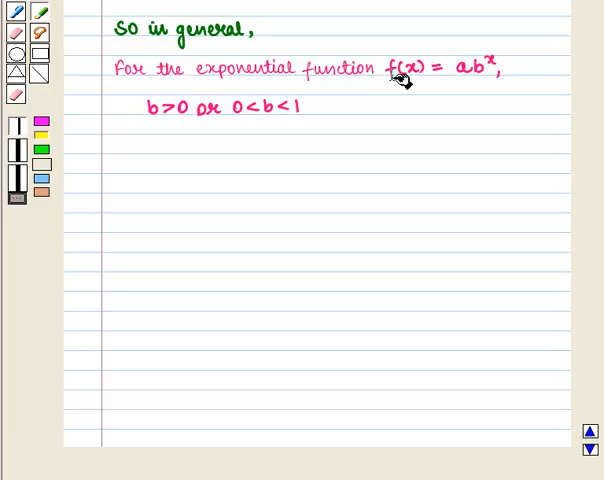 So in general,
For the exponential function f(x) = ab^x,
b>0 or 0<b<1